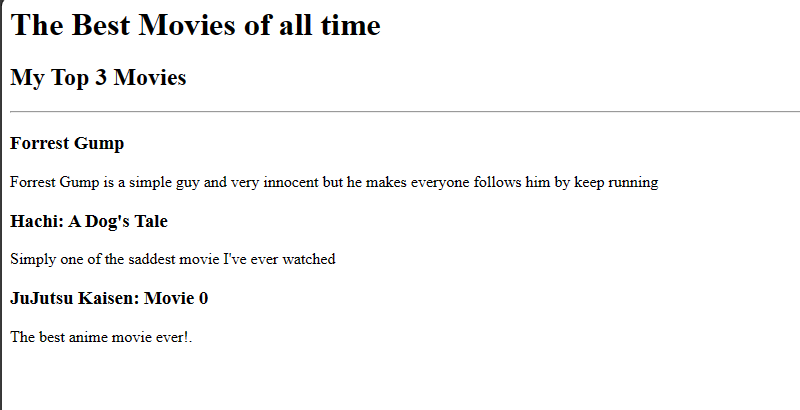 The Best Movies of all time
My Top 3 Movies
Forrest Gump
Forrest Gump is a simple guy and very innocent but he makes everyone follows him by keep running
Hachi: A Dog's Tale
Simply one of the saddest movie I've ever watched
JuJutsu Kaisen: Movie 0
The best anime movie ever!.